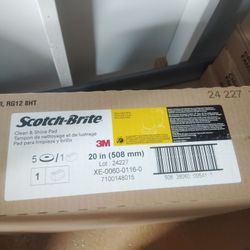 RG12 8HT
24 227
Scotch-Brite
Clean & Shine Pad
Tampon de nettoyage et de lustrage
Pad para limpieza y brillo
3M
5 / 1
20 in (508 mm)
Lot : 24227
XE-0060-0116-0
7100148015
1